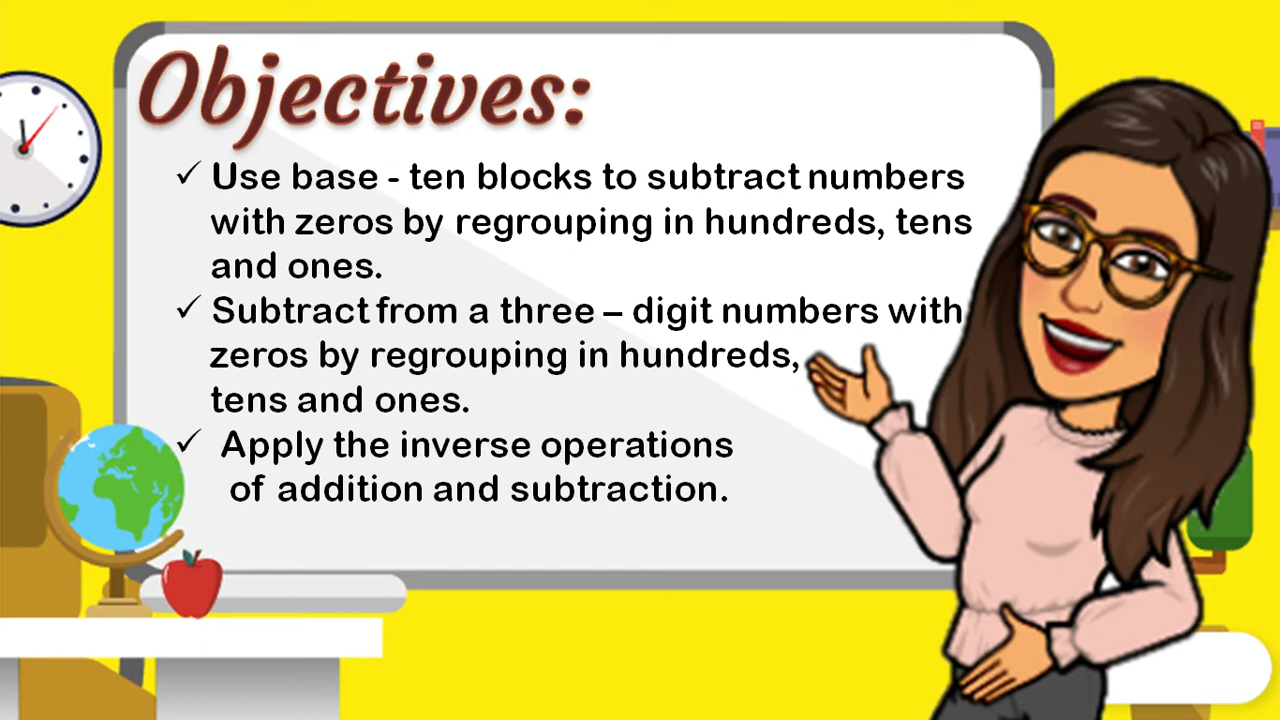 Objectives:
✓ Use base - ten blocks to subtract numbers
with zeros by regrouping in hundreds, tens
and ones.
✓ Subtract from a three – digit numbers with
zeros by regrouping in hundreds,
tens and ones.
✓ Apply the inverse operations
of addition and subtraction.